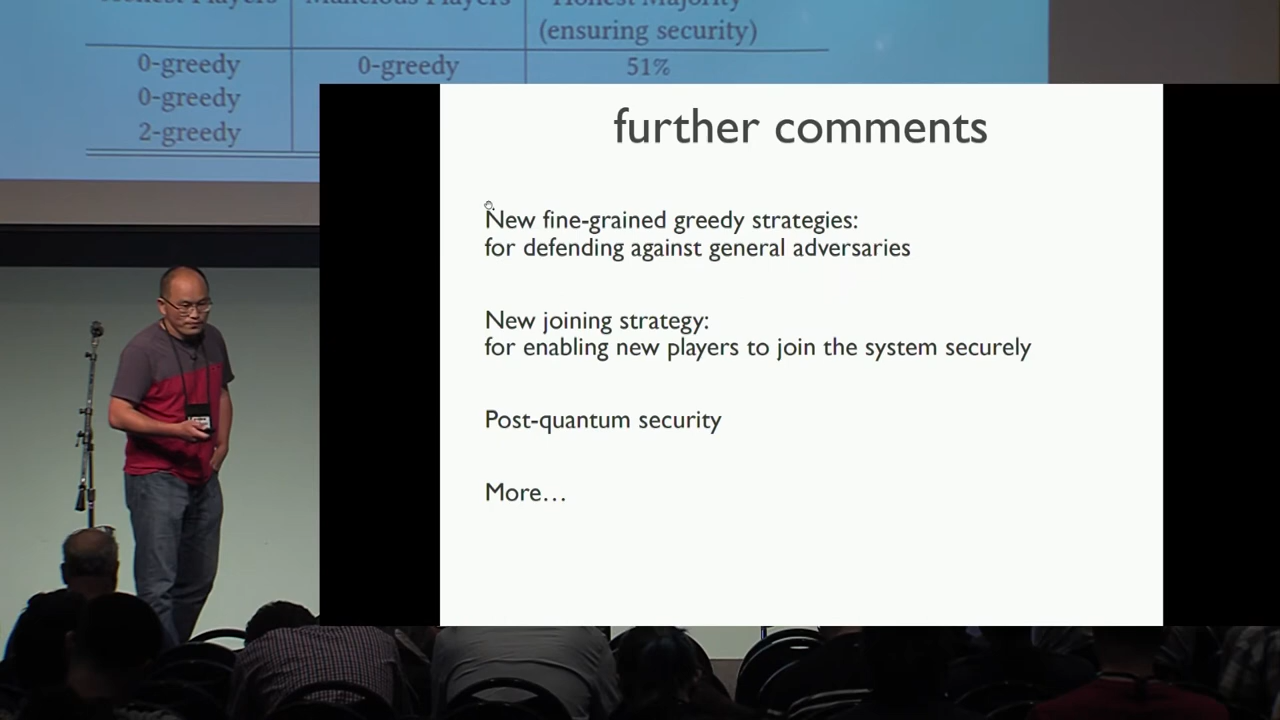 Honest Majority
(ensuring security)
0-greedy 0-greedy 51%
0-greedy
2-greedy
further comments
New fine-grained greedy strategies:
for defending against general adversaries
New joining strategy:
for enabling new players to join the system securely
Post-quantum security
More…